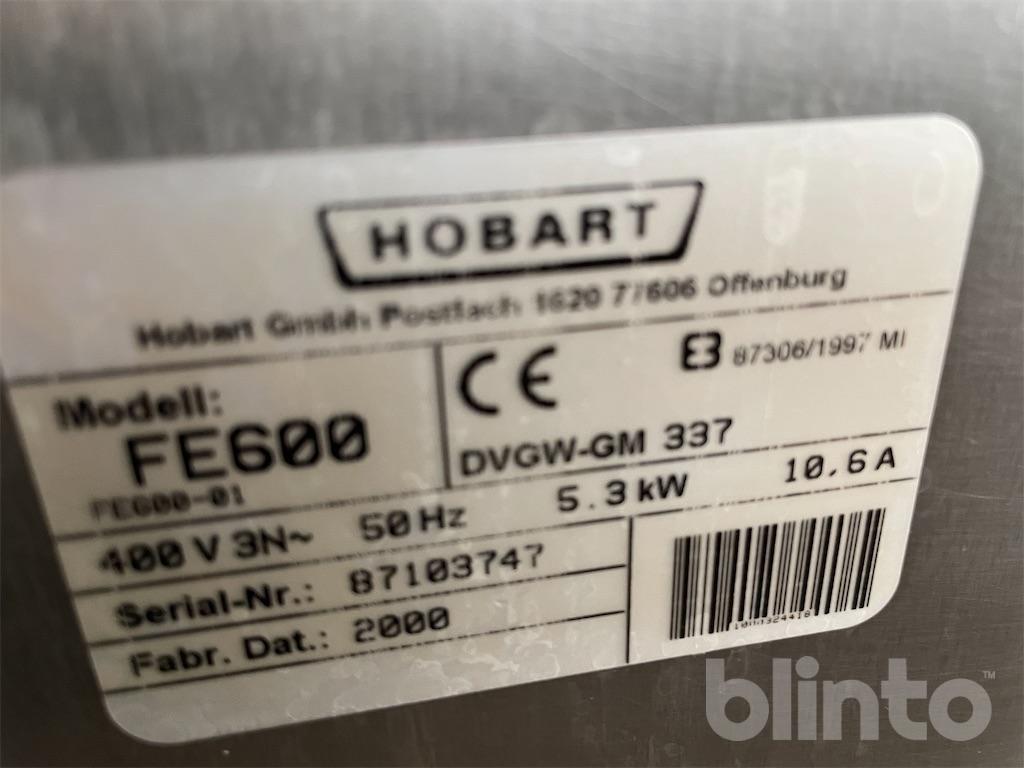 HOBART
Hobart Gmbh Postfach 1620 77606 Offenburg
Modell:
FE600
FE600-01
CE
87306/1997 MI
DVGW-GM 337
400 V 3N~ 50 Hz 5.3 kW 10.6 A
Serial-Nr.: 87103747
Fabr. Dat.: 2000
blinto™